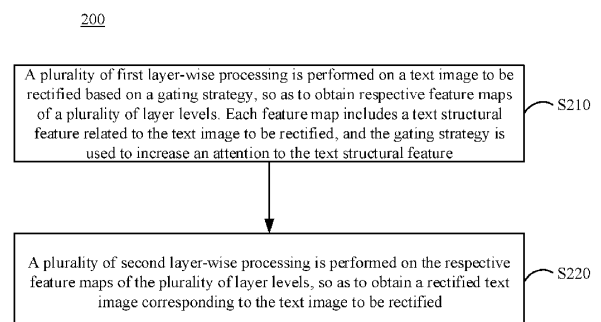 200
A plurality of first layer-wise processing is performed on a text image to be
rectified based on a gating strategy, so as to obtain respective feature maps
of a plurality of layer levels. Each feature map includes a text structural
feature related to the text image to be rectified, and the gating strategy is
used to increase an attention to the text structural feature
S210
A plurality of second layer-wise processing is performed on the respective
feature maps of the plurality of layer levels, so as to obtain a rectified text
image corresponding to the text image to be rectified
S220